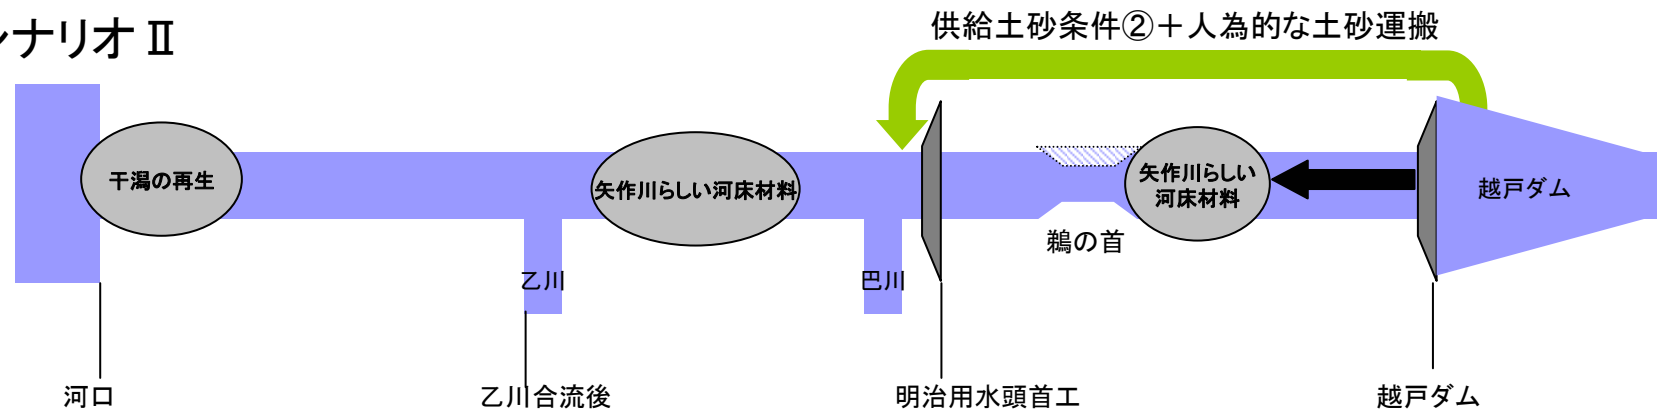 ンナリオⅡ
供給土砂条件②＋人為的な土砂運搬
干潟の再生
矢作川らしい河床材料
矢作川らしい
河床材料
越戸ダム
鵜の首
乙川
巴川
河口
乙川合流後
明治用水頭首工
越戸ダム